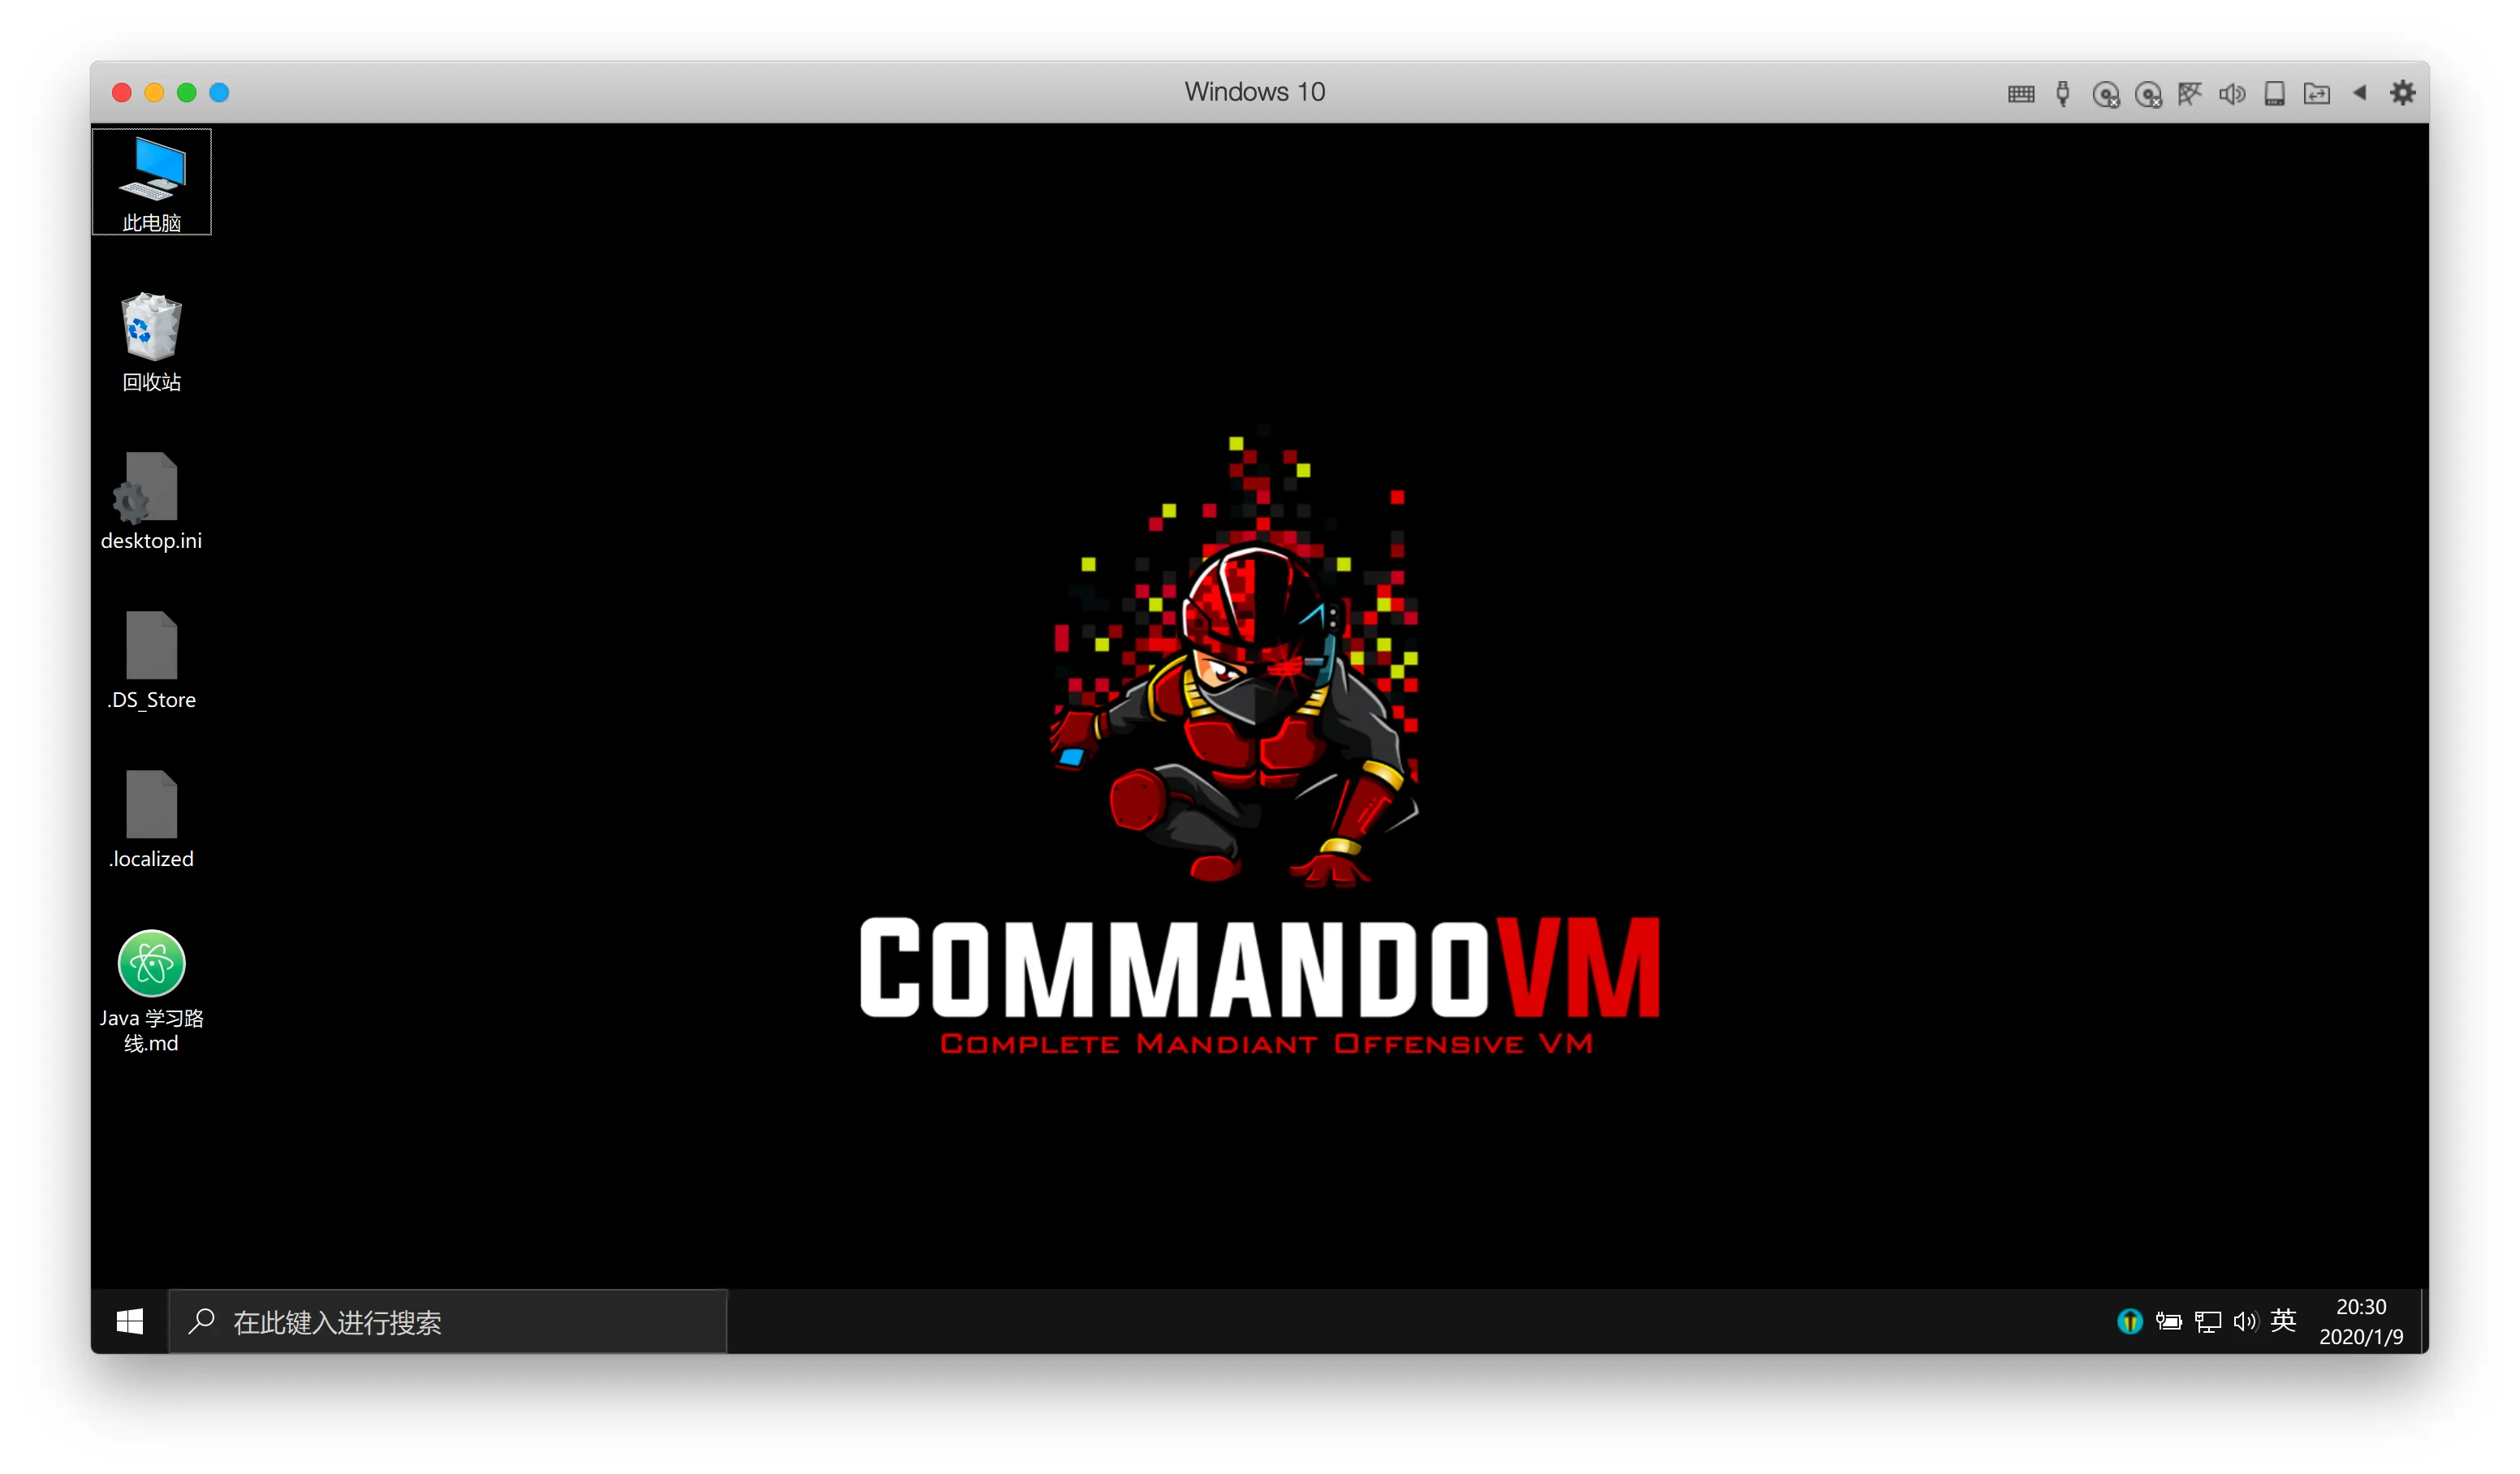 Windows 10
此电脑
回收站
desktop.ini
.DS_Store
.localized
Java 学习路
线.md
COMMANDOVM
COMPLETE MANDIANT OFFENSIVE VM
在此键入进行搜索
英
20:30
2020/1/9